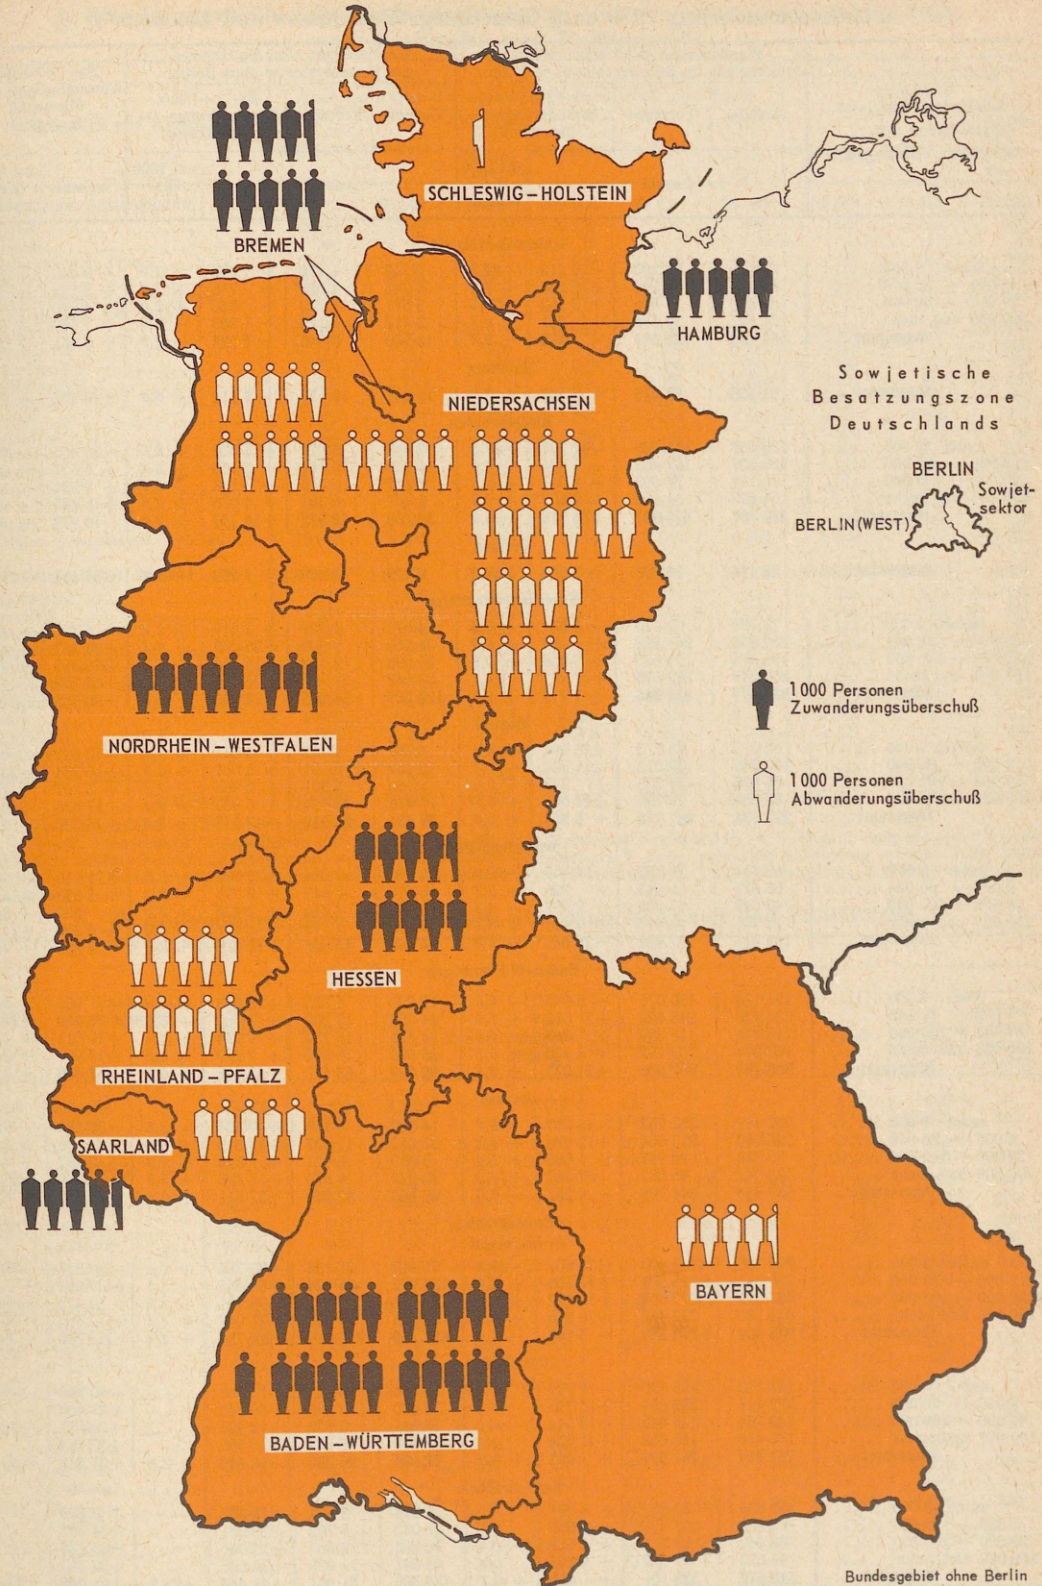 SCHLESWIG – HOLSTEIN
BREMEN
HAMBURG
Sowjetische
Besatzungszone
Deutschlands
NIEDERSACHSEN
BERLIN
Sowjet-
sektor
BERLIN (WEST)
1000 Personen
Zuwanderungsüberschuß
NORDRHEIN – WESTFALEN
1000 Personen
Abwanderungsüberschuß
HESSEN
RHEINLAND – PFALZ
SAARLAND
BAYERN
BADEN – WÜRTTEMBERG
Bundesgebiet ohne Berlin